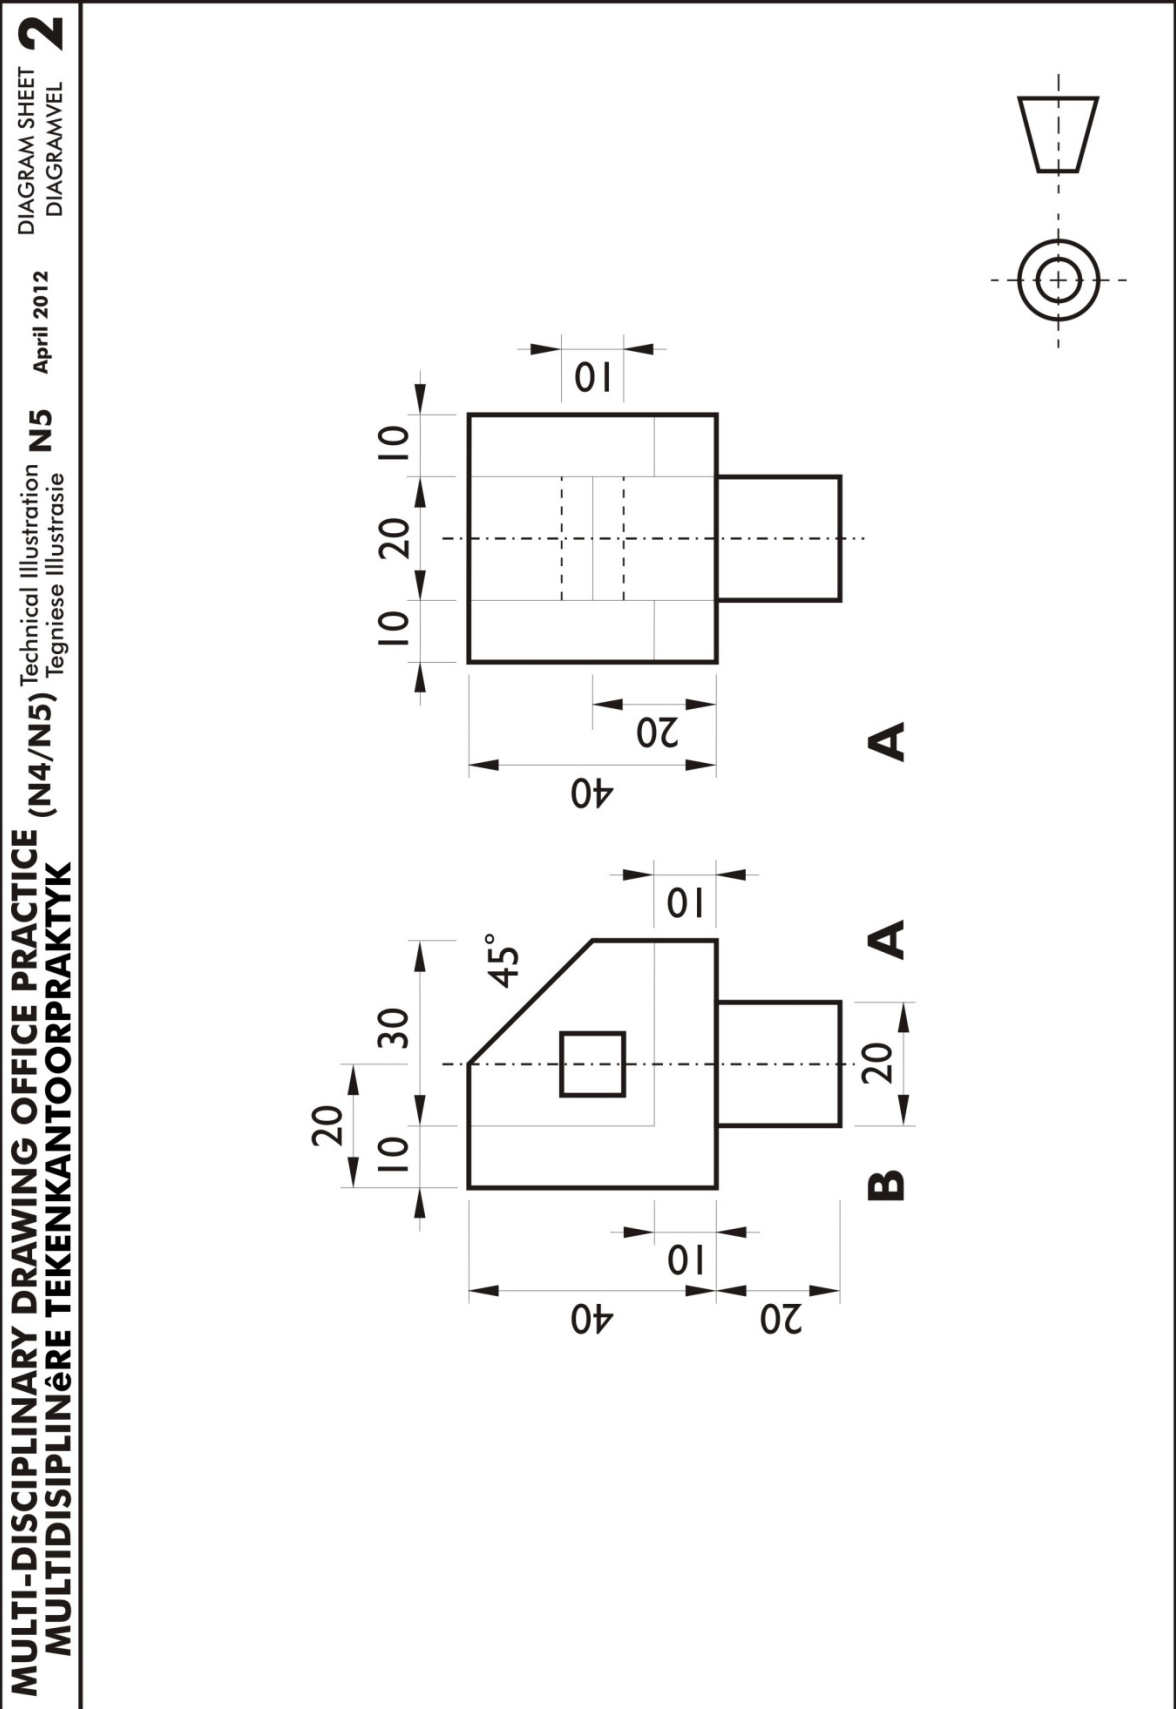 MULTI-DISCIPLINARY DRAWING OFFICE PRACTICE (N4/N5) Technical Illustration N5 April 2012 DIAGRAM SHEET 2
MULTIDISIPLINêRE TEKENKANTOORPRAKTYK Tegniese Illustrasie DIAGRAMVEL
20
10 30
45°
40
10
20
10
20
B A
10 20 10
40
20
10
A